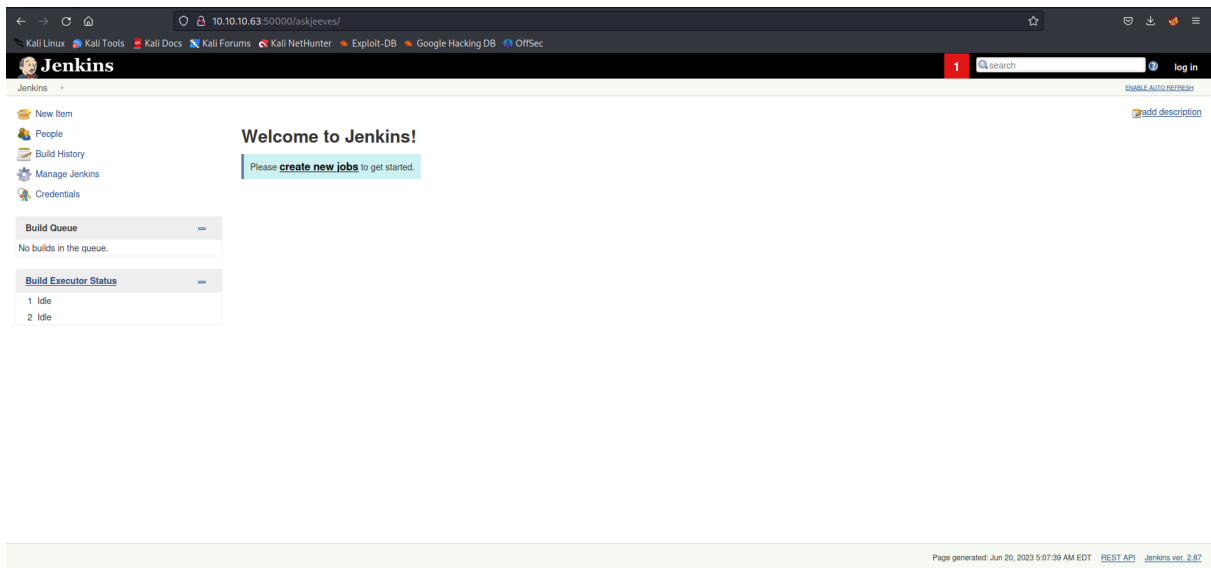 10.10.10.63:50000/askjeeves/
Kali Linux Kali Tools Kali Docs Kali Forums Kali NetHunter Exploit-DB Google Hacking DB OffSec
Jenkins 1 search log in
Jenkins ENABLE AUTO REFRESH
New Item add description
People
Welcome to Jenkins!
Build History
Please create new jobs to get started.
Manage Jenkins
Credentials
Build Queue
No builds in the queue.
Build Executor Status
1 Idle
2 Idle
Page generated: Jun 20, 2023 5:07:39 AM EDT REST API Jenkins ver. 2.87